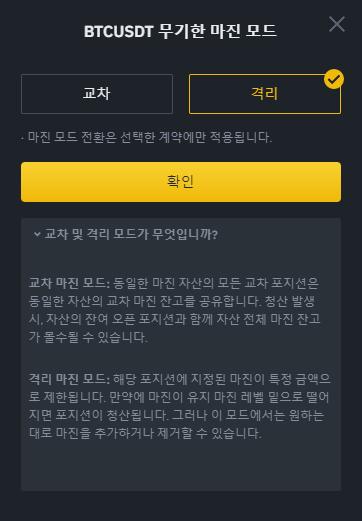 BTCUSDT 무기한 마진 모드
교차
격리
· 마진 모드 전환은 선택한 계약에만 적용됩니다.
확인
교차 및 격리 모드가 무엇입니까?
교차 마진 모드: 동일한 마진 자산의 모든 교차 포지션은
동일한 자산의 교차 마진 잔고를 공유합니다. 청산 발생
시, 자산의 잔여 오픈 포지션과 함께 자산 전체 마진 잔고
가 몰수될 수 있습니다.
격리 마진 모드: 해당 포지션에 지정된 마진이 특정 금액으
로 제한됩니다. 만약에 마진이 유지 마진 레벨 밑으로 떨어
지면 포지션이 청산됩니다. 그러나 이 모드에서는 원하는
대로 마진을 추가하거나 제거할 수 있습니다.